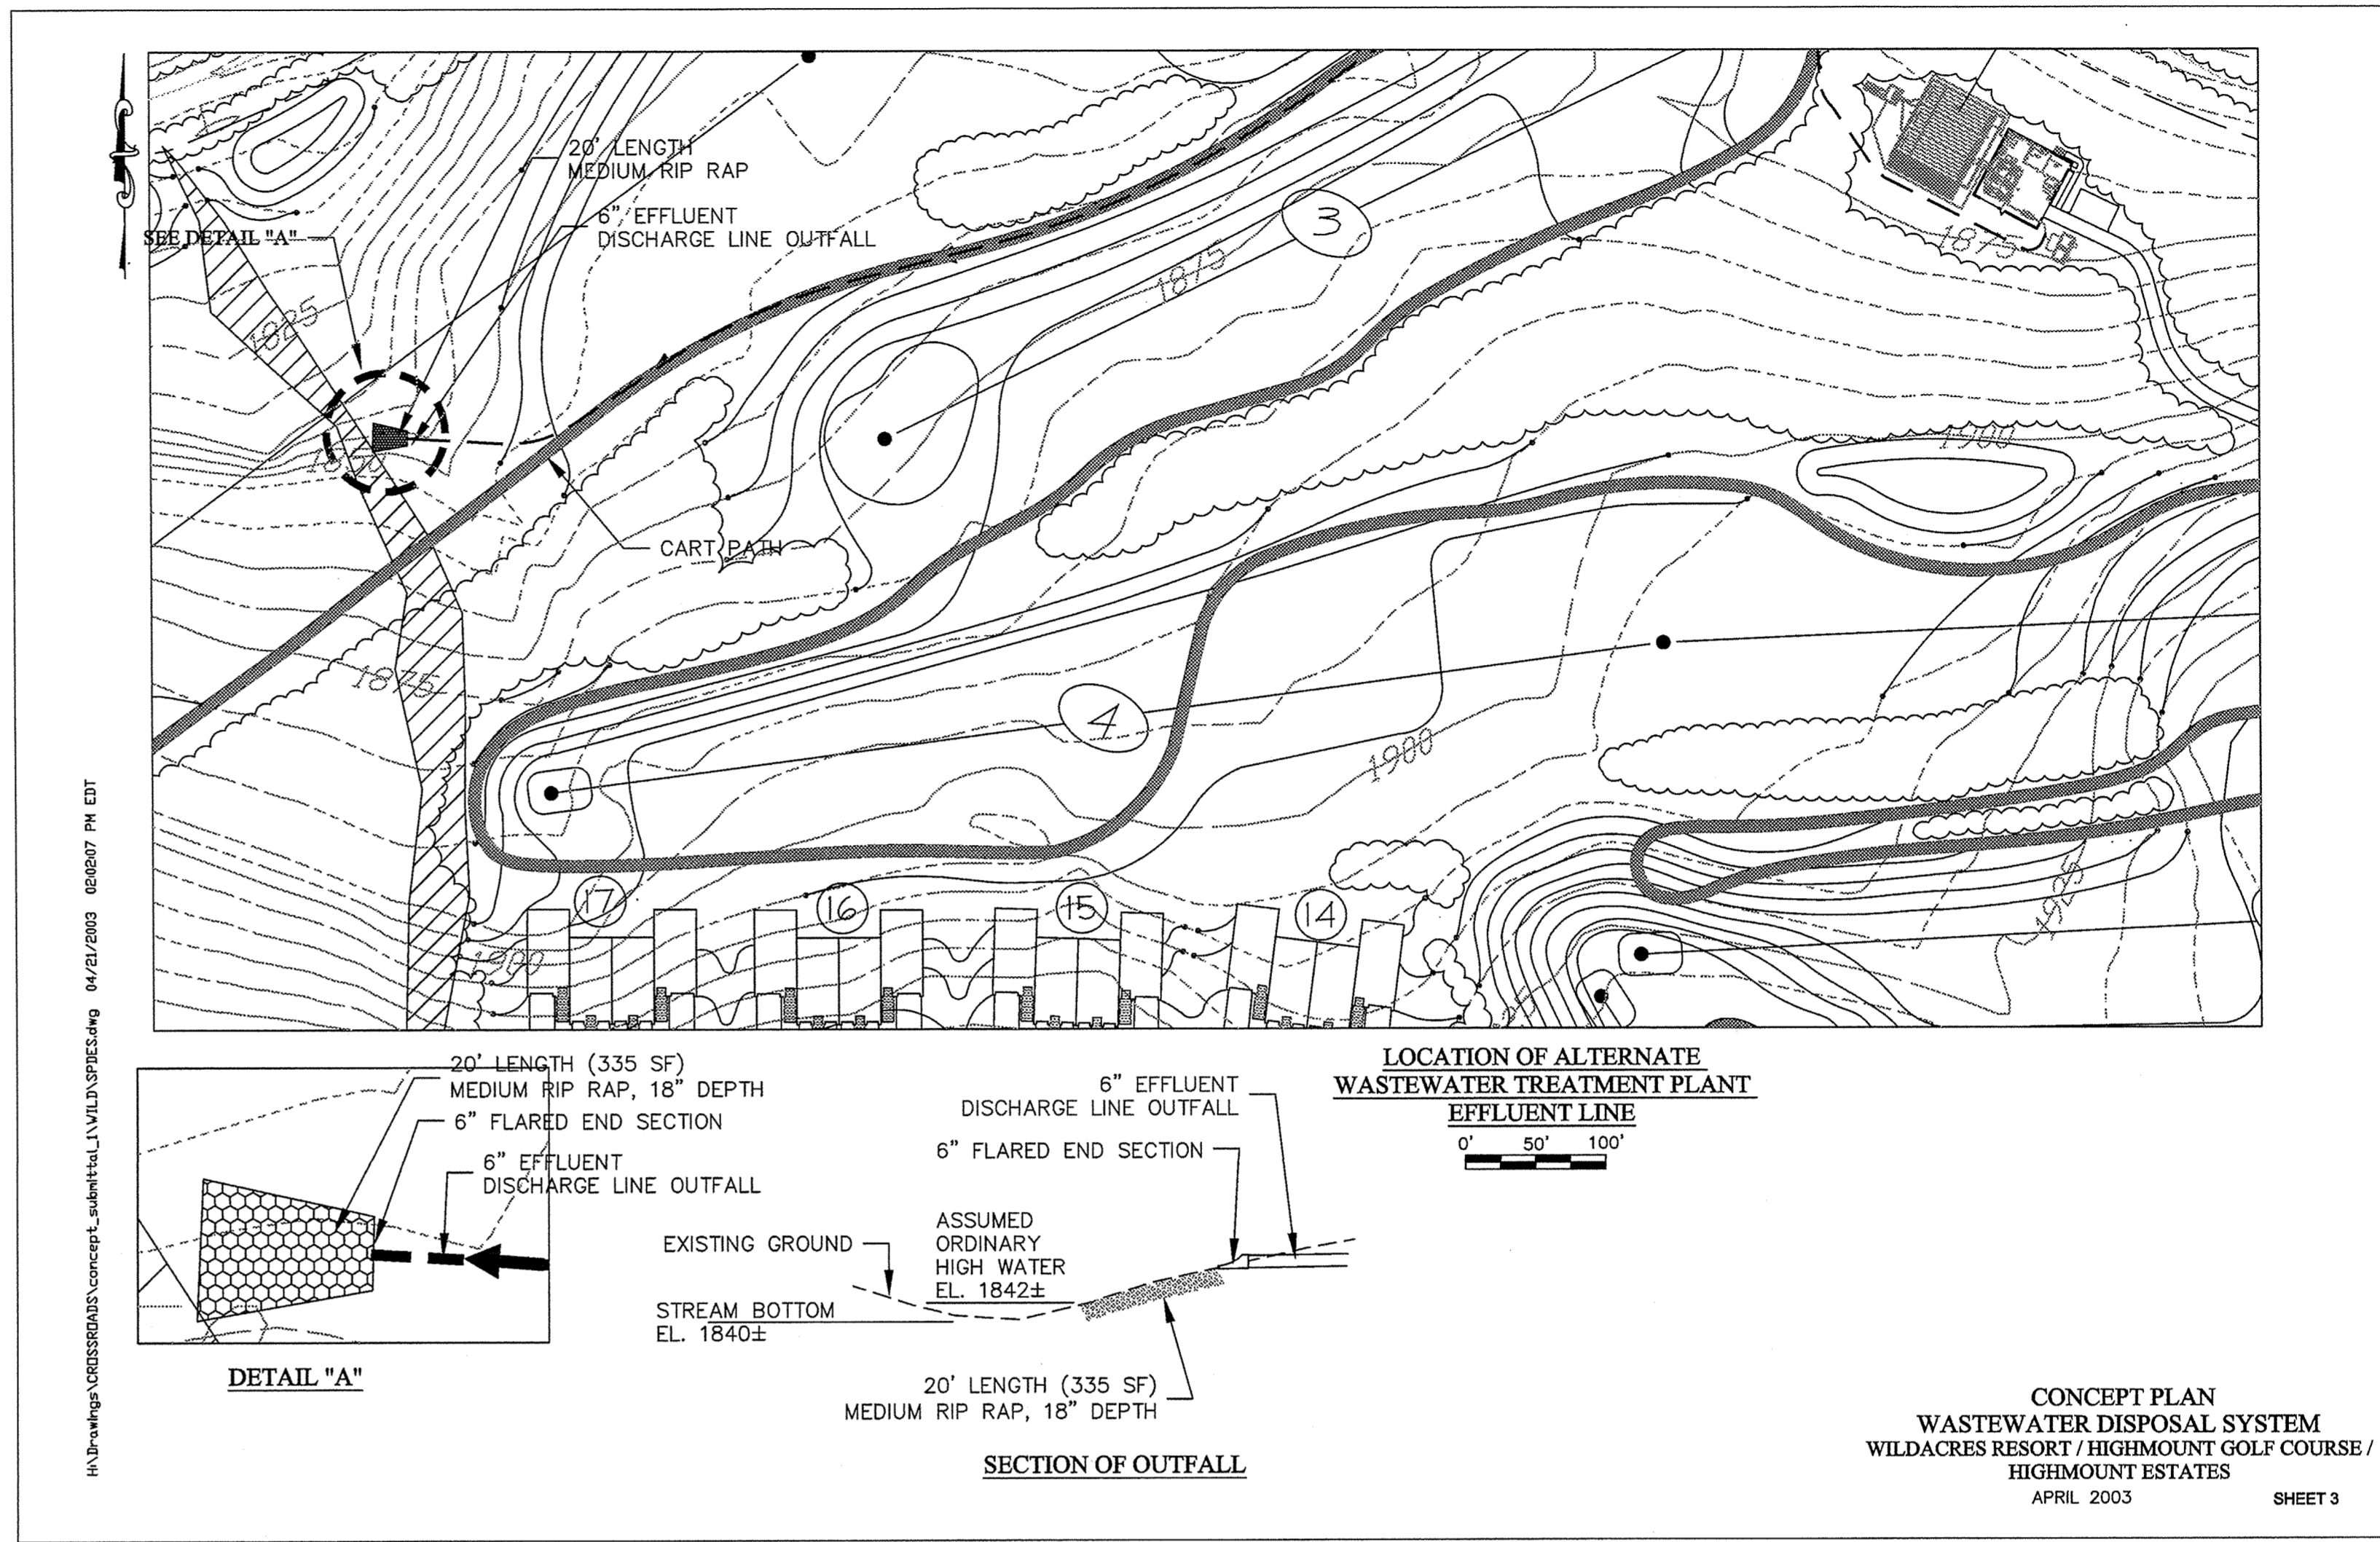 20' LENGTH
MEDIUM RIP RAP
6" EFFLUENT
DISCHARGE LINE OUTFALL
SEE DETAIL "A"
3
1875
1875
1825
1850
1900
CART PATH
1875
4
1900
17
16
15
14
1925
1900
H:\Drawings\CROSSROADS\concept_submittal_1\WILD\SPDES.dwg 04/21/2003 02:02:07 PM EDT
20' LENGTH (335 SF)
MEDIUM RIP RAP, 18" DEPTH
6" FLARED END SECTION
6" EFFLUENT
DISCHARGE LINE OUTFALL
DETAIL "A"
6" EFFLUENT
DISCHARGE LINE OUTFALL
6" FLARED END SECTION
ASSUMED
ORDINARY
HIGH WATER
EL. 1842±
EXISTING GROUND
STREAM BOTTOM
EL. 1840±
20' LENGTH (335 SF)
MEDIUM RIP RAP, 18" DEPTH
SECTION OF OUTFALL
LOCATION OF ALTERNATE
WASTEWATER TREATMENT PLANT
EFFLUENT LINE
0' 50' 100'
CONCEPT PLAN
WASTEWATER DISPOSAL SYSTEM
WILDACRES RESORT / HIGHMOUNT GOLF COURSE /
HIGHMOUNT ESTATES
APRIL 2003
SHEET 3